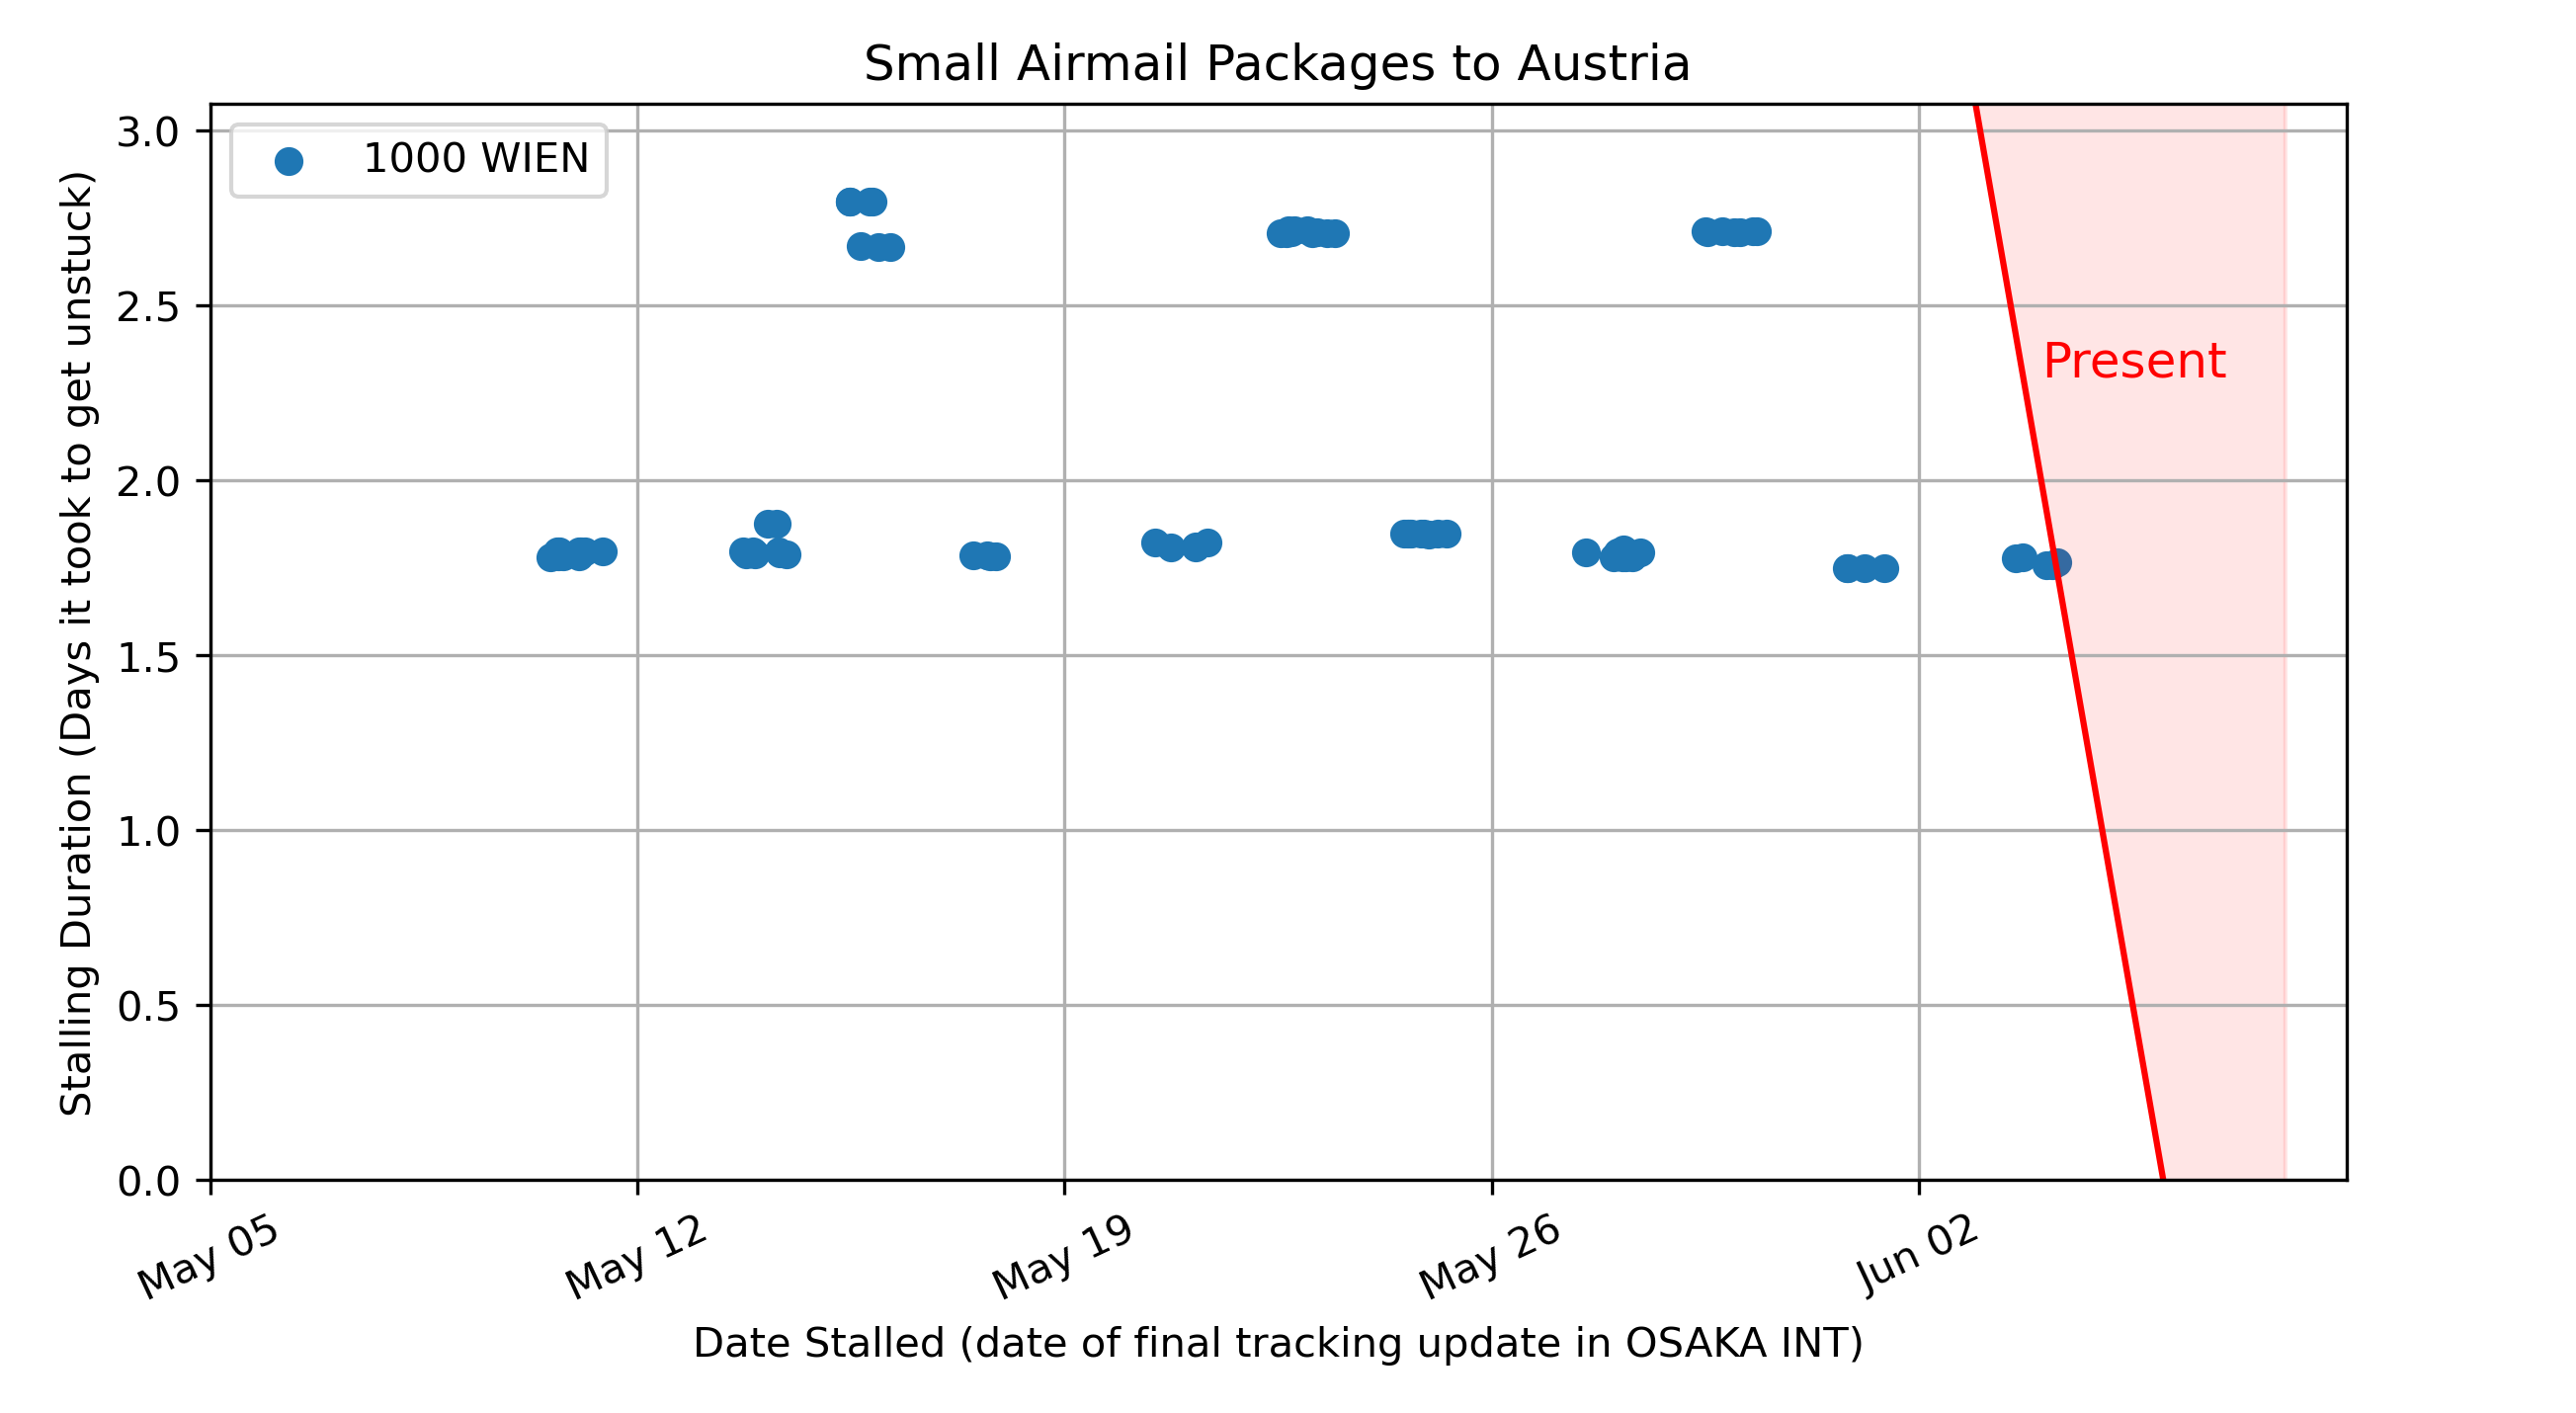 Small Airmail Packages to Austria
1000 WIEN
Present
Stalling Duration (Days it took to get unstuck)
3.0
2.5
2.0
1.5
1.0
0.5
0.0
May 05
May 12
May 19
May 26
Jun 02
Date Stalled (date of final tracking update in OSAKA INT)